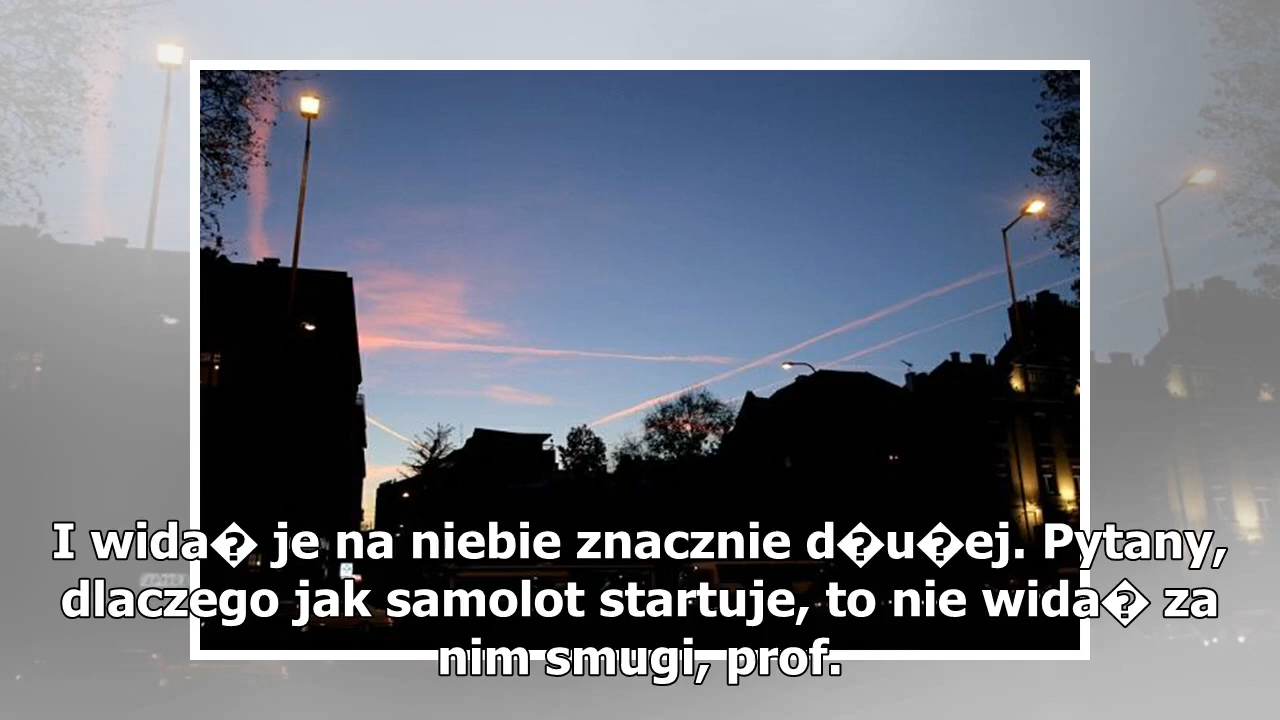 I wida� je na niebie znacznie d�u�ej. Pytany,
dlaczego jak samolot startuje, to nie wida� za
nim smugi, prof.